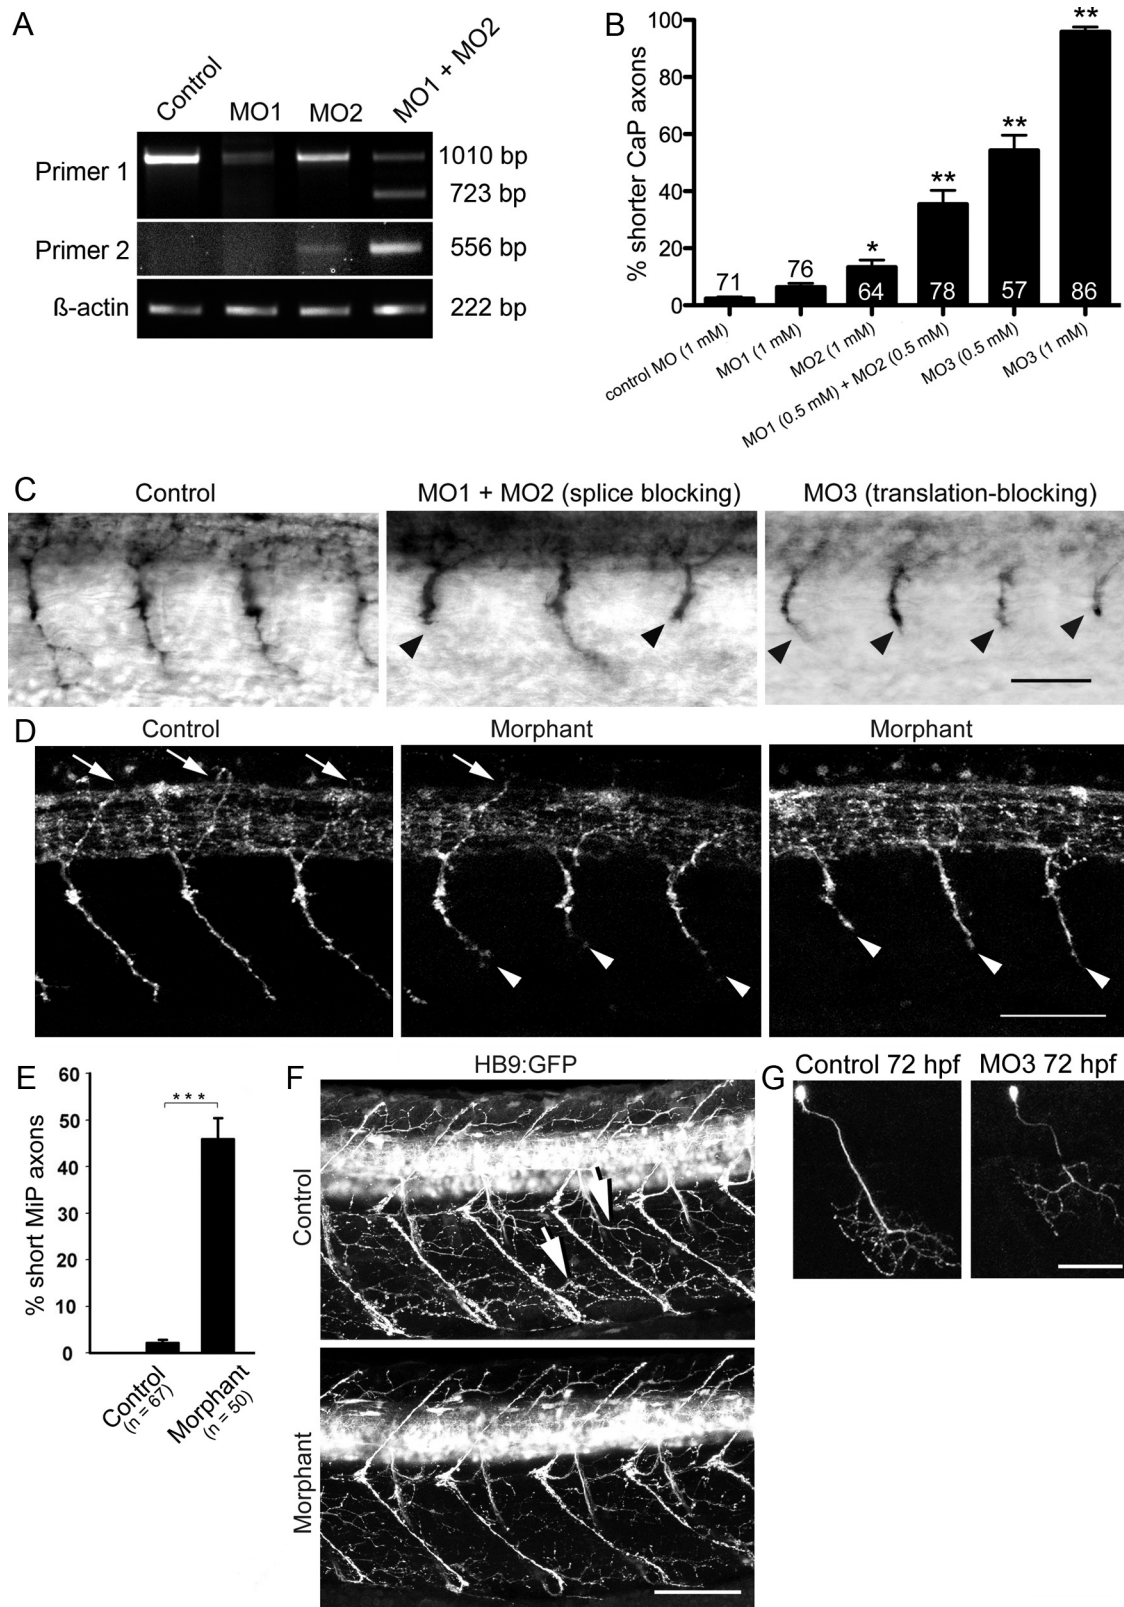 A
Control
MO1
MO2
MO1 + MO2
Primer 1
1010 bp
723 bp
Primer 2
556 bp
ß-actin
222 bp
B
% shorter CaP axons
100
80
60
40
20
0
71
76
*
64
**
78
**
57
**
86
control MO (1 mM)
MO1 (1 mM)
MO2 (1 mM)
MO1 (0.5 mM) + MO2 (0.5 mM)
MO3 (0.5 mM)
MO3 (1 mM)
C
Control
MO1 + MO2 (splice blocking)
MO3 (translation-blocking)
D
Control
Morphant
Morphant
E
% short MiP axons
60
50
40
30
20
10
0
***
Control
(n = 67)
Morphant
(n = 50)
F
HB9:GFP
Control
Morphant
G
Control 72 hpf
MO3 72 hpf